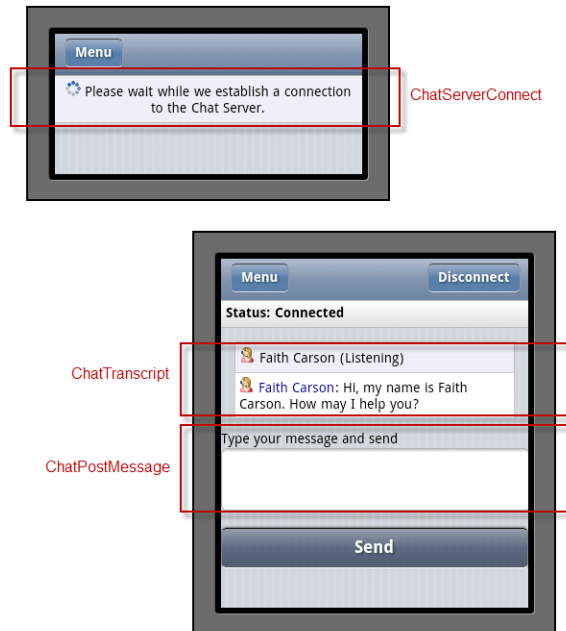 Menu
Please wait while we establish a connection
to the Chat Server.
ChatServerConnect
Menu
Disconnect
Status: Connected
Faith Carson (Listening)
ChatTranscript
Faith Carson: Hi, my name is Faith
Carson. How may I help you?
Type your message and send
ChatPostMessage
Send